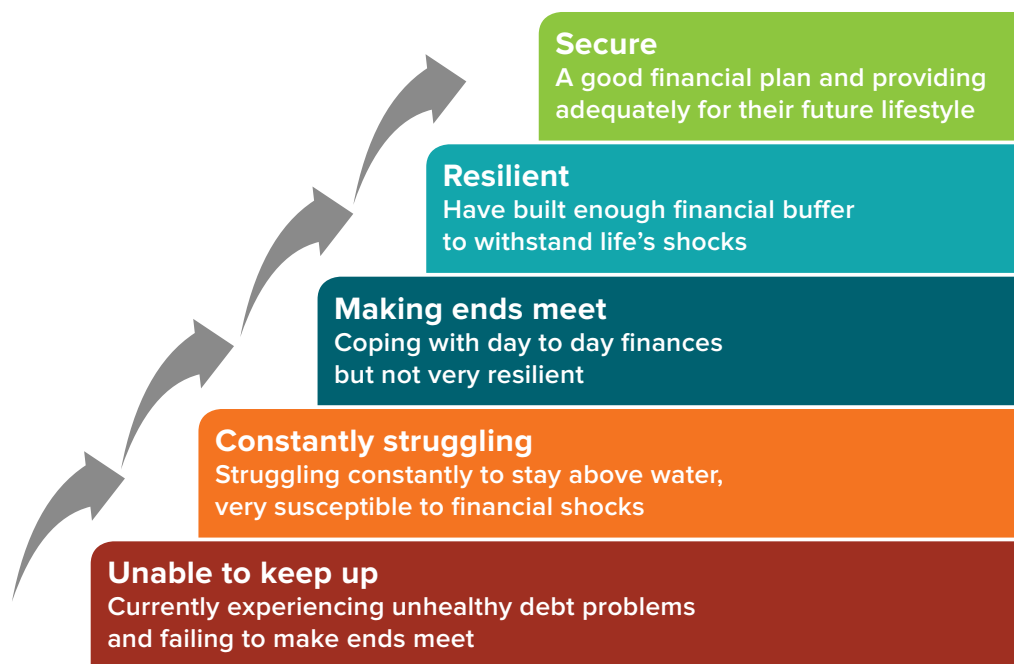 Secure
A good financial plan and providing
adequately for their future lifestyle
Resilient
Have built enough financial buffer
to withstand life’s shocks
Making ends meet
Coping with day to day finances
but not very resilient
Constantly struggling
Struggling constantly to stay above water,
very susceptible to financial shocks
Unable to keep up
Currently experiencing unhealthy debt problems
and failing to make ends meet